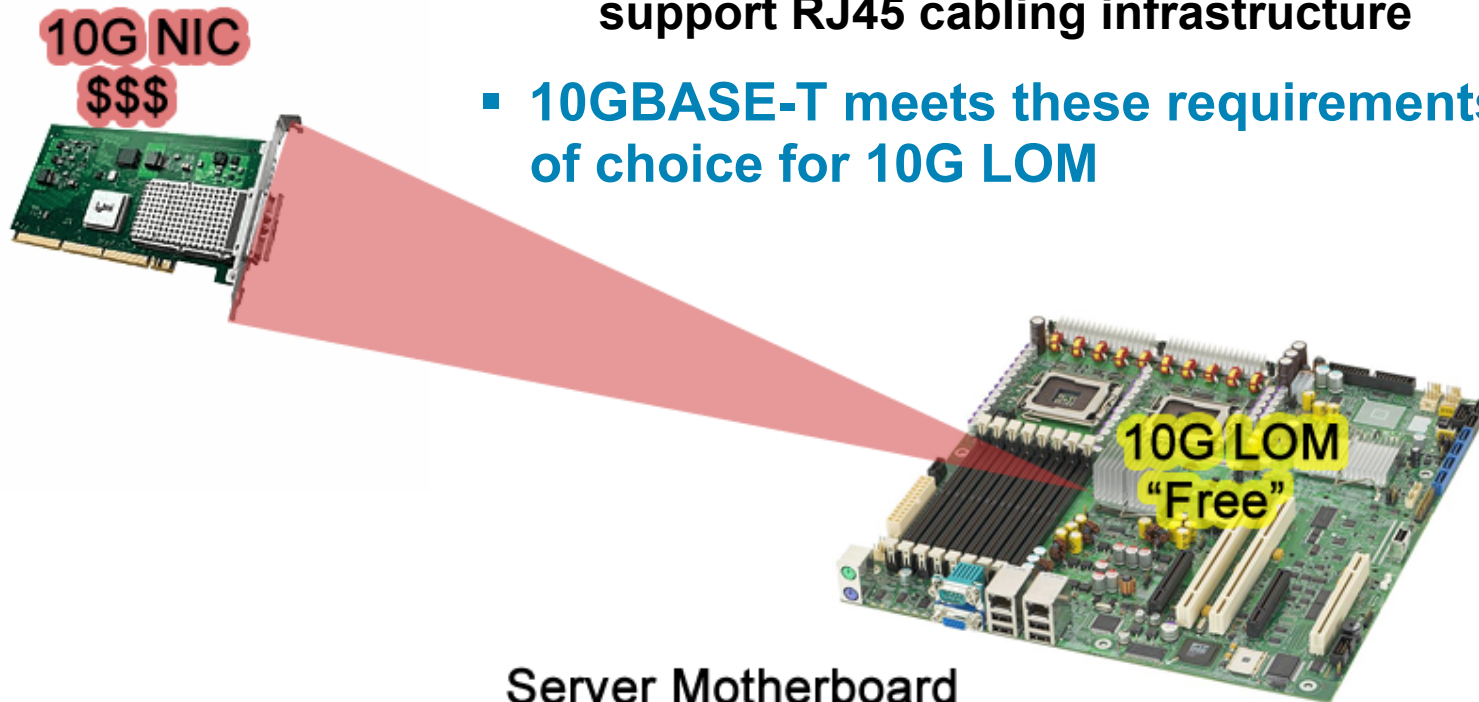 support RJ45 cabling infrastructure
10G NIC
$$$
▪ 10GBASE-T meets these requirements
of choice for 10G LOM
10G LOM
“Free”
Server Motherboard